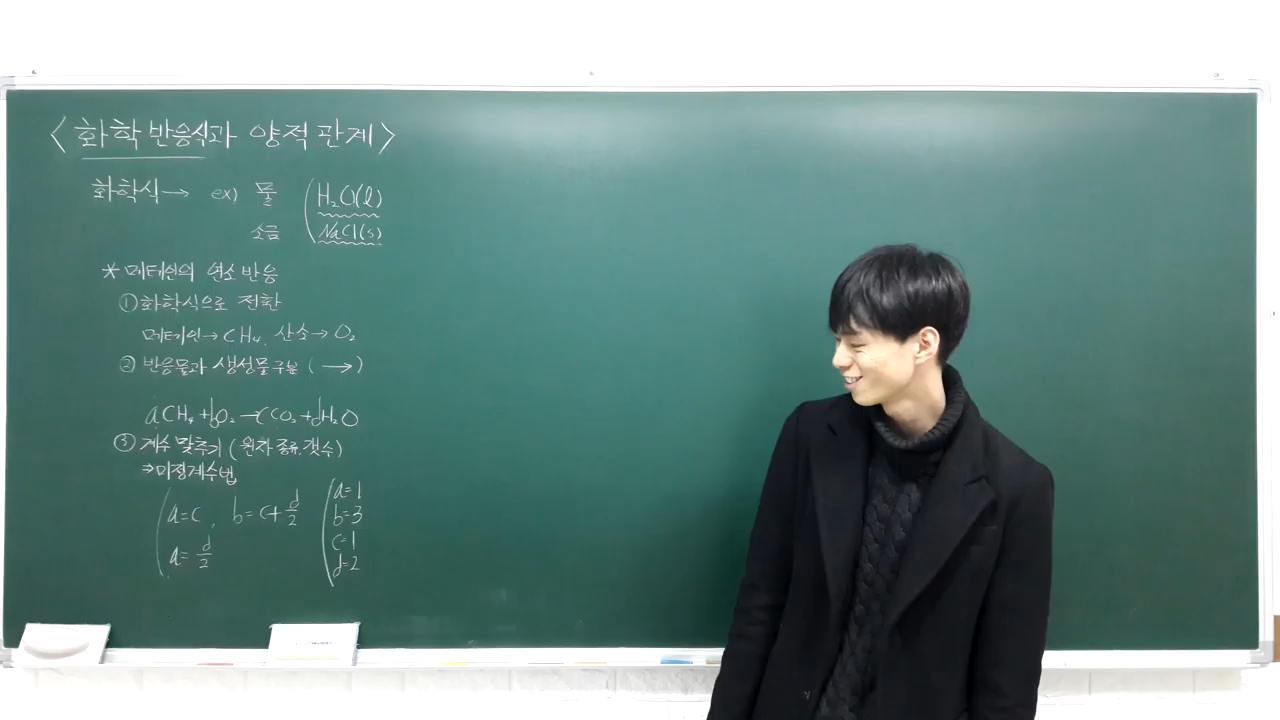 <화학 반응식과 양적 관계>
화학식 → ex) 물 H₂O(l)
소금 NaCl(s)
* 메테인의 연소 반응
① 화학식으로 전환
메테인 → CH₄, 산소 → O₂
② 반응물과 생성물 구분 ( → )
aCH₄ + bO₂ → cCO₂ + dH₂O
③ 계수 맞추기 (원자 종류, 갯수)
⇒ 미정계수법
a=c, b=c+d/2
a=d/2
a=1
b=3
c=1
d=2